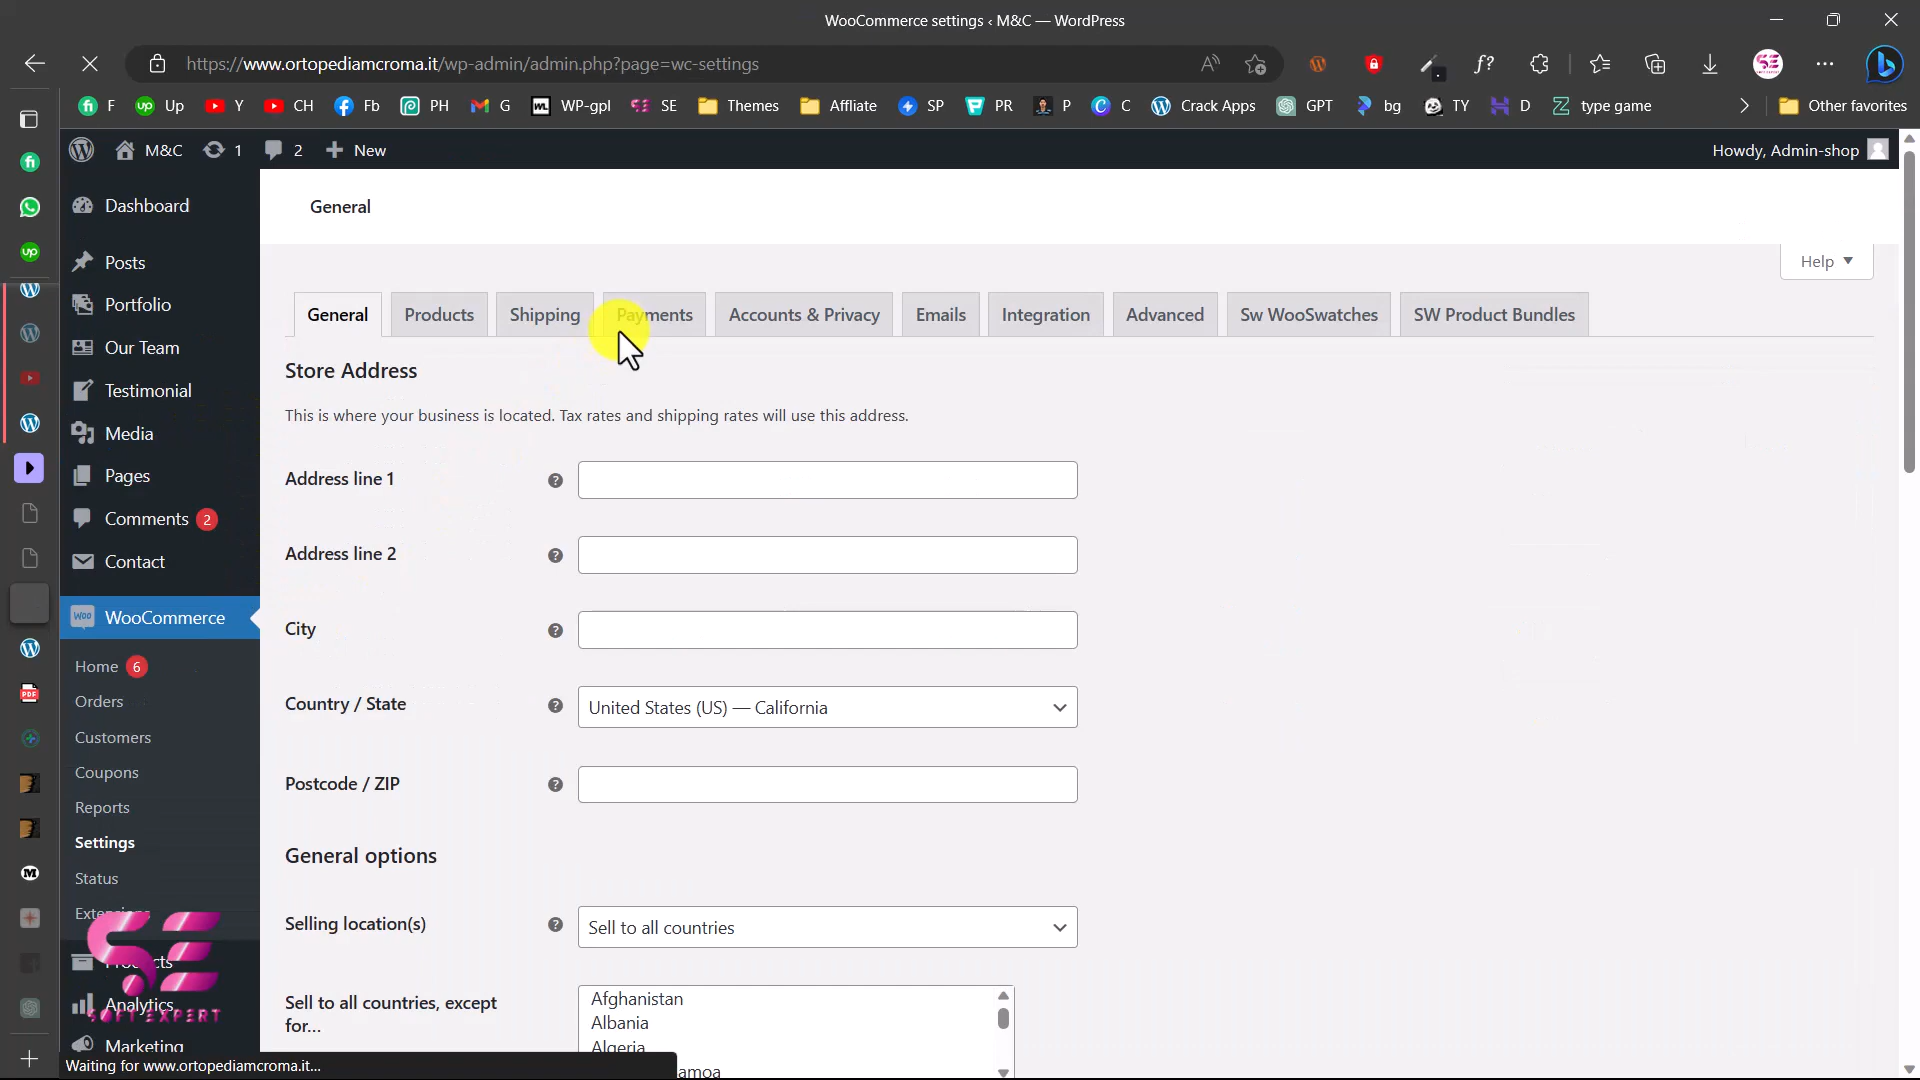 WooCommerce settings ‹ M&C — WordPress
https://www.ortopediamcroma.it/wp-admin/admin.php?page=wc-settings
F Up Y CH Fb PH G WP-gpl SE Themes Affliate SP PR P C Crack Apps GPT bg TY D type game Other favorites
M&C 1 2 New Howdy, Admin-shop
Dashboard
Posts
Portfolio
Our Team
Testimonial
Media
Pages
Comments 2
Contact
WooCommerce
Home 6
Orders
Customers
Coupons
Reports
Settings
Status
Analytics
Marketing
SOFT EXPERT
General
Help
General Products Shipping Payments Accounts & Privacy Emails Integration Advanced Sw WooSwatches SW Product Bundles
Store Address
This is where your business is located. Tax rates and shipping rates will use this address.
Address line 1
Address line 2
City
Country / State United States (US) — California
Postcode / ZIP
General options
Selling location(s) Sell to all countries
Sell to all countries, except
for...
Afghanistan
Albania
Algeria
Waiting for www.ortopediamcroma.it...